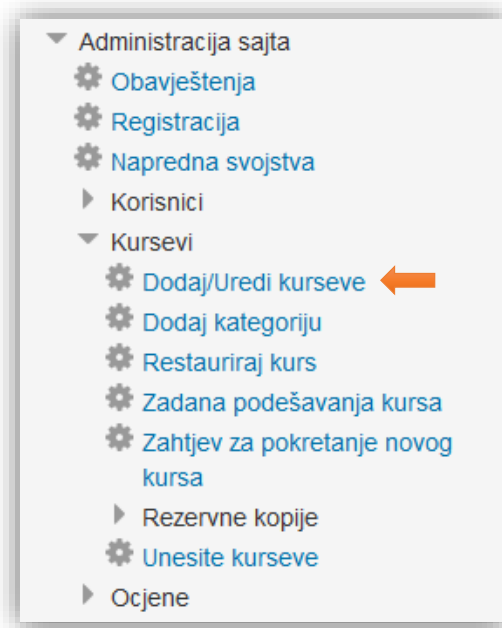 Administracija sajta
Obavještenja
Registracija
Napredna svojstva
Korisnici
Kursevi
Dodaj/Uredi kurseve
Dodaj kategoriju
Restauriraj kurs
Zadana podešavanja kursa
Zahtjev za pokretanje novog
kursa
Rezervne kopije
Unesite kurseve
Ocjene